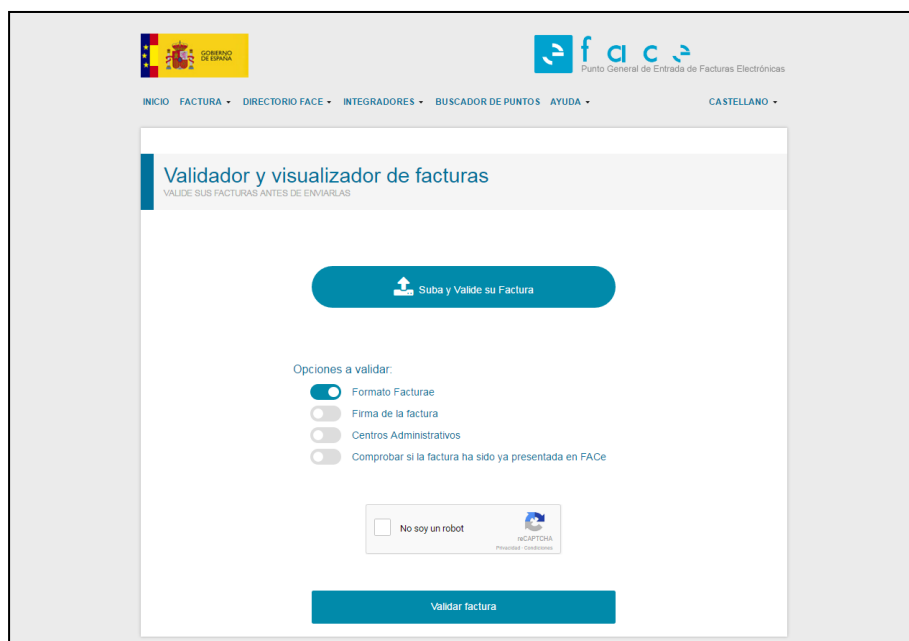 GOBIERNO
DE ESPAÑA
face
Punto General de Entrada de Facturas Electrónicas
INICIO FACTURA DIRECTORIO FACE INTEGRADORES BUSCADOR DE PUNTOS AYUDA CASTELLANO
Validador y visualizador de facturas
VALIDE SUS FACTURAS ANTES DE ENVIARLAS
Suba y Valide su Factura
Opciones a validar:
Formato Facturae
Firma de la factura
Centros Administrativos
Comprobar si la factura ha sido ya presentada en FACe
No soy un robot
reCAPTCHA
Privacidad - Condiciones
Validar factura